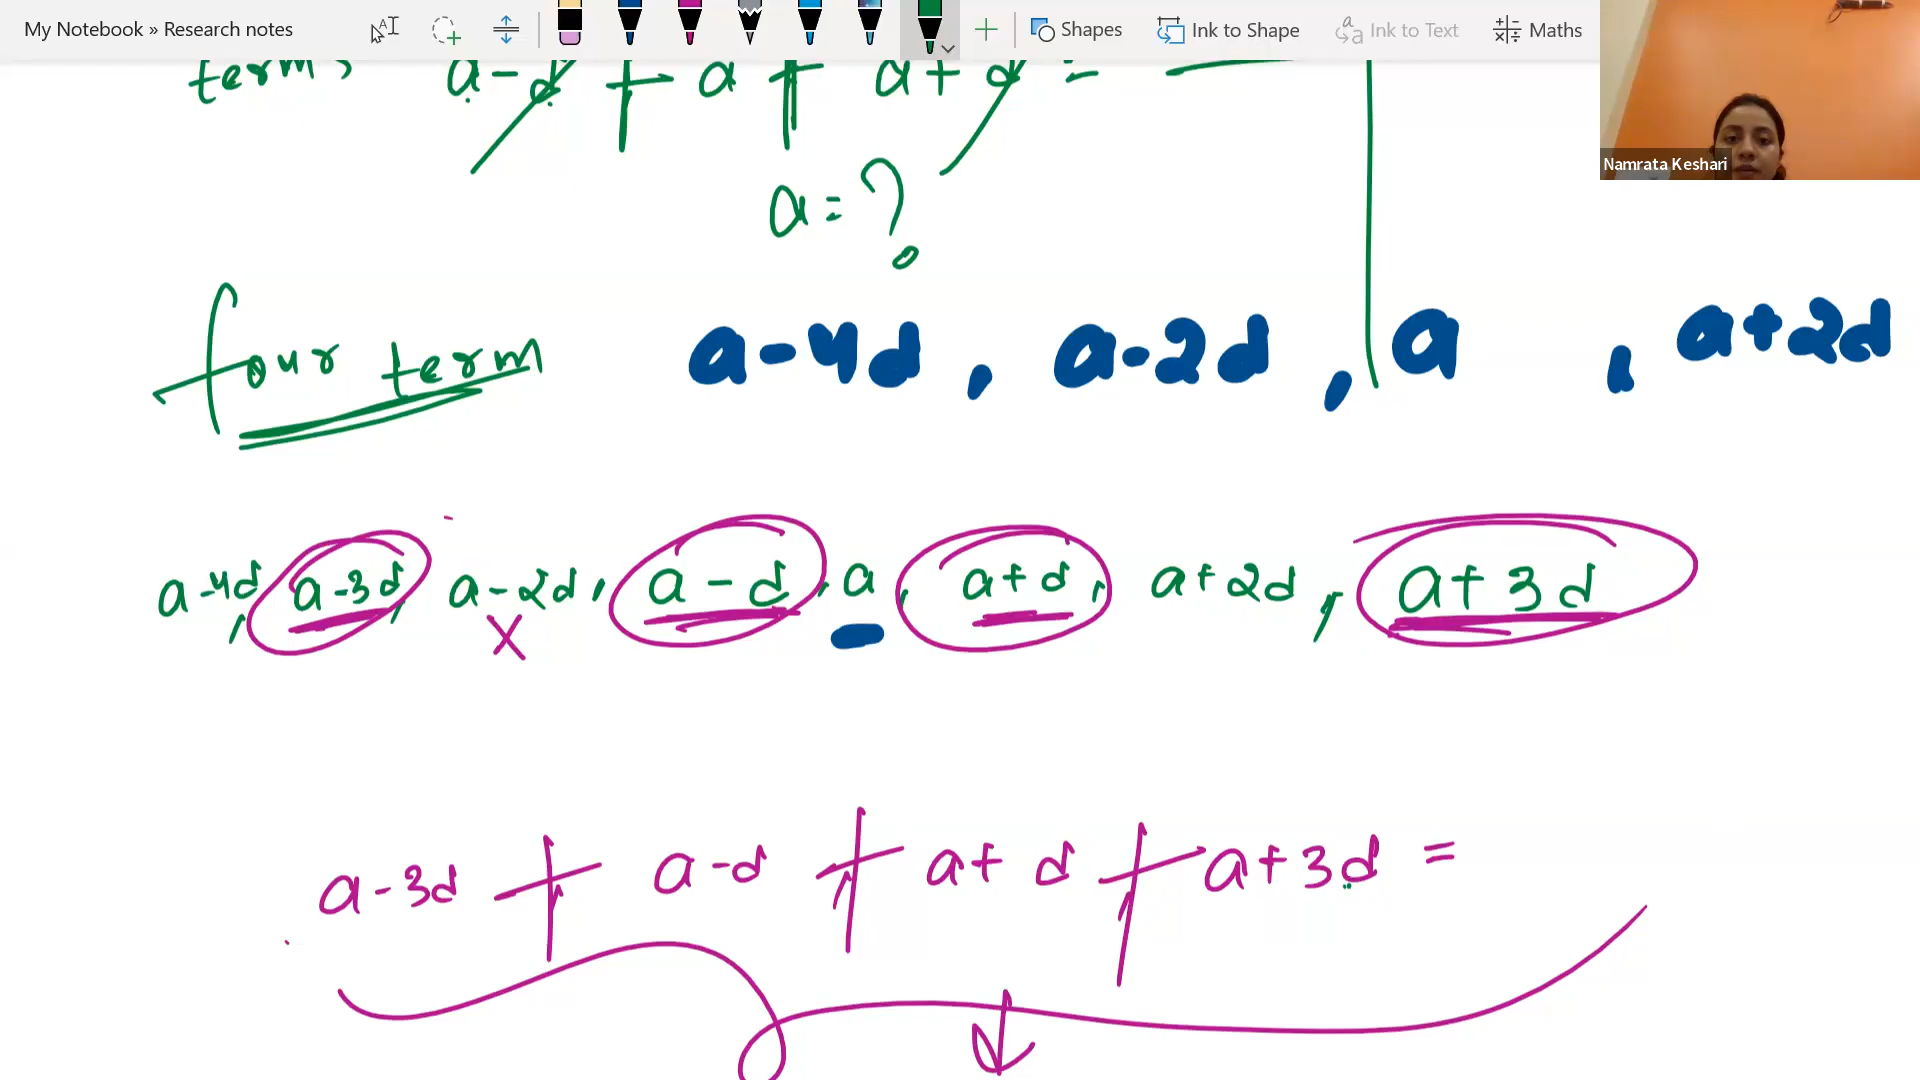 My Notebook » Research notes
Shapes Ink to Shape Ink to Text Maths
Namrata Keshari
term, a-d + a + a+d =
a=?
four term a-4d, a-2d, a, a+2d
a-4d, a-3d, a-2d, a-d, a, a+d, a+2d, a+3d
X
a-3d + a-d + a+d + a+3d =